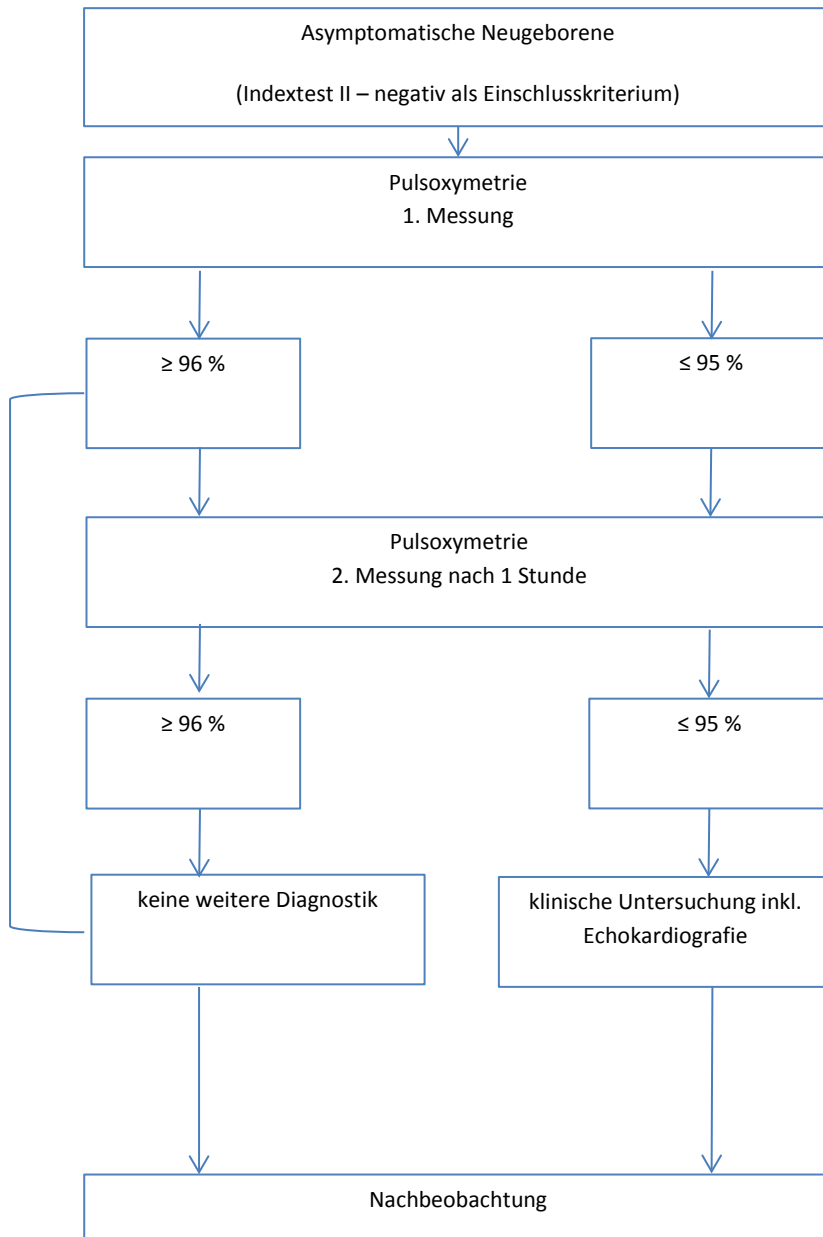 Asymptomatische Neugeborene
(Indextest II – negativ als Einschlusskriterium)
Pulsoxymetrie
1. Messung
≥ 96 %
≤ 95 %
Pulsoxymetrie
2. Messung nach 1 Stunde
≥ 96 %
≤ 95 %
keine weitere Diagnostik
klinische Untersuchung inkl.
Echokardiografie
Nachbeobachtung